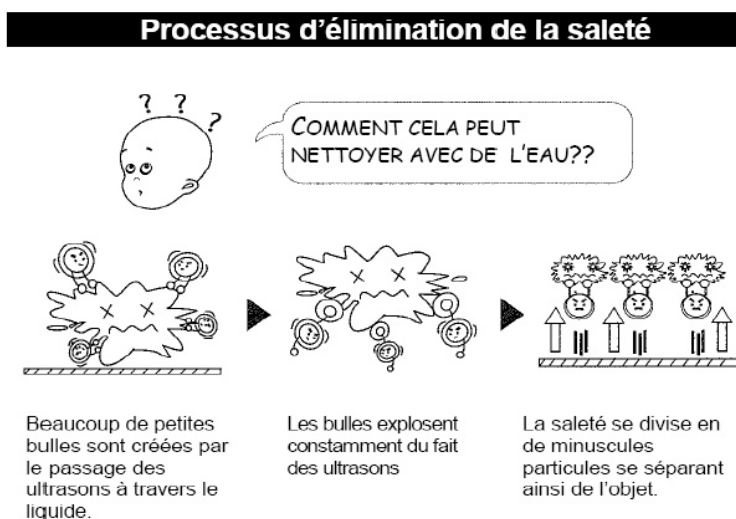 Processus d'élimination de la saleté
? ? ?
COMMENT CELA PEUT
NETTOYER AVEC DE L'EAU??
Beaucoup de petites
bulles sont créées par
le passage des
ultrasons à travers le
liquide.
Les bulles explosent
constamment du fait
des ultrasons
La saleté se divise en
de minuscules
particules se séparant
ainsi de l'objet.